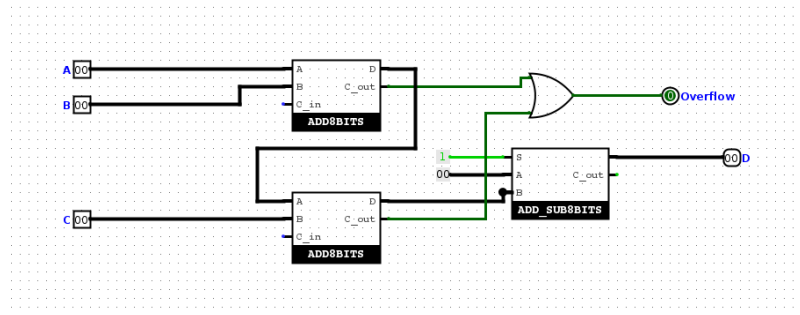 A 00
B 00
A D
B C_out
C_in
ADD8BITS
0 Overflow
1
00
S
A C_out
B
ADD_SUB8BITS
00 D
C 00
A D
B C_out
C_in
ADD8BITS